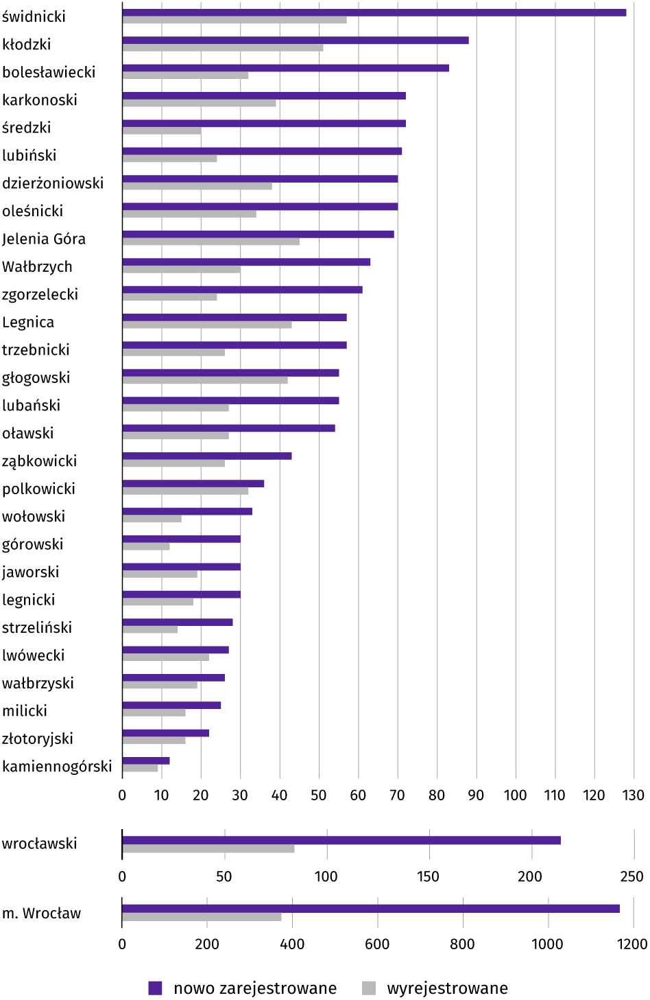 świdnicki
kłodzki
bolesławiecki
karkonoski
średzki
lubiński
dzierżoniowski
oleśnicki
Jelenia Góra
Wałbrzych
zgorzelecki
Legnica
trzebnicki
głogowski
lubański
oławski
ząbkowicki
polkowicki
wołowski
górowski
jaworski
legnicki
strzeliński
lwówecki
wałbrzyski
milicki
złotoryjski
kamiennogórski
0 10 20 30 40 50 60 70 80 90 100 110 120 130
wrocławski
0 50 100 150 200 250
m. Wrocław
0 200 400 600 800 1000 1200
nowo zarejestrowane wyrejestrowane